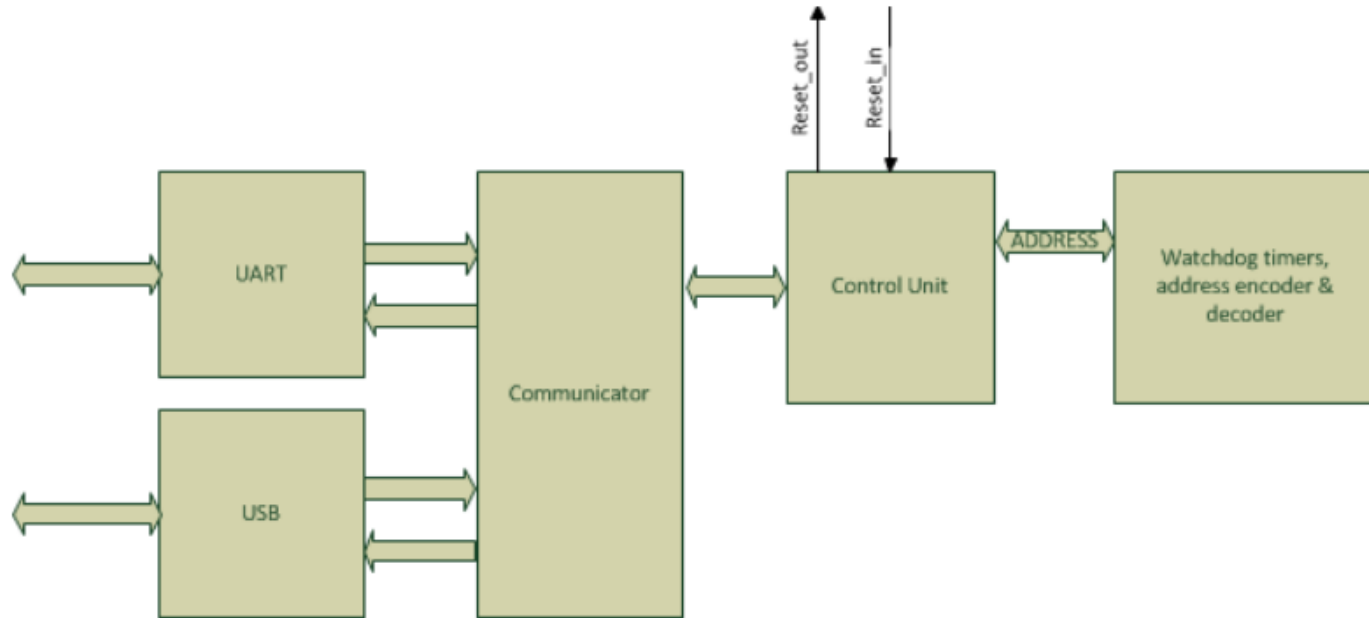 Reset_out
Reset_in
UART
Communicator
Control Unit
ADDRESS
Watchdog timers,
address encoder &
decoder
USB